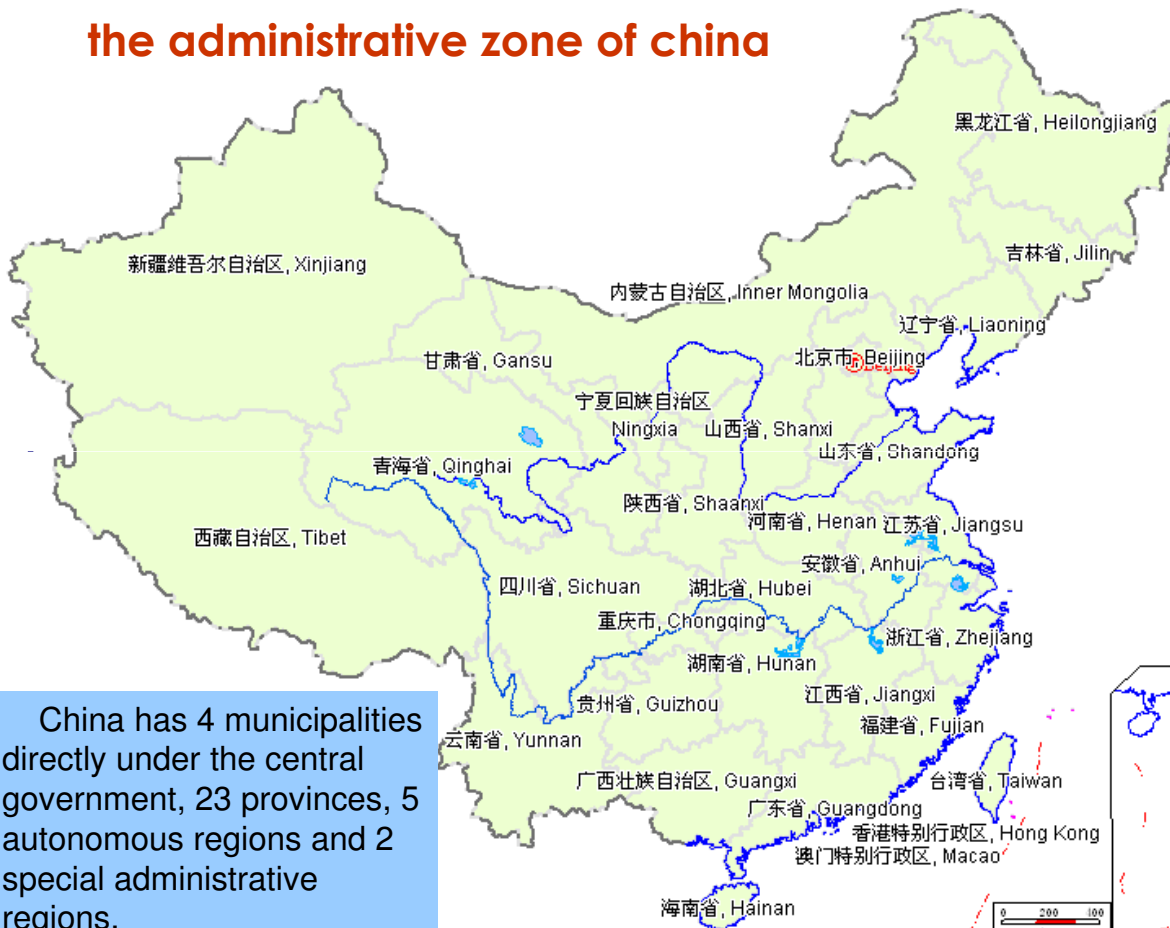 the administrative zone of china
黑龙江省, Heilongjiang
吉林省, Jilin
新疆维吾尔自治区, Xinjiang
内蒙古自治区, Inner Mongolia
辽宁省, Liaoning
北京市, Beijing
Beijing
甘肃省, Gansu
宁夏回族自治区
Ningxia
山西省, Shanxi
山东省, Shandong
青海省, Qinghai
陕西省, Shaanxi
河南省, Henan
江苏省, Jiangsu
西藏自治区, Tibet
安徽省, Anhui
四川省, Sichuan
湖北省, Hubei
重庆市, Chongqing
浙江省, Zhejiang
湖南省, Hunan
江西省, Jiangxi
贵州省, Guizhou
福建省, Fujian
云南省, Yunnan
广西壮族自治区, Guangxi
台湾省, Taiwan
广东省, Guangdong
香港特别行政区, Hong Kong
澳门特别行政区, Macao
海南省, Hainan
China has 4 municipalities
directly under the central
government, 23 provinces, 5
autonomous regions and 2
special administrative
regions.
0 200 400